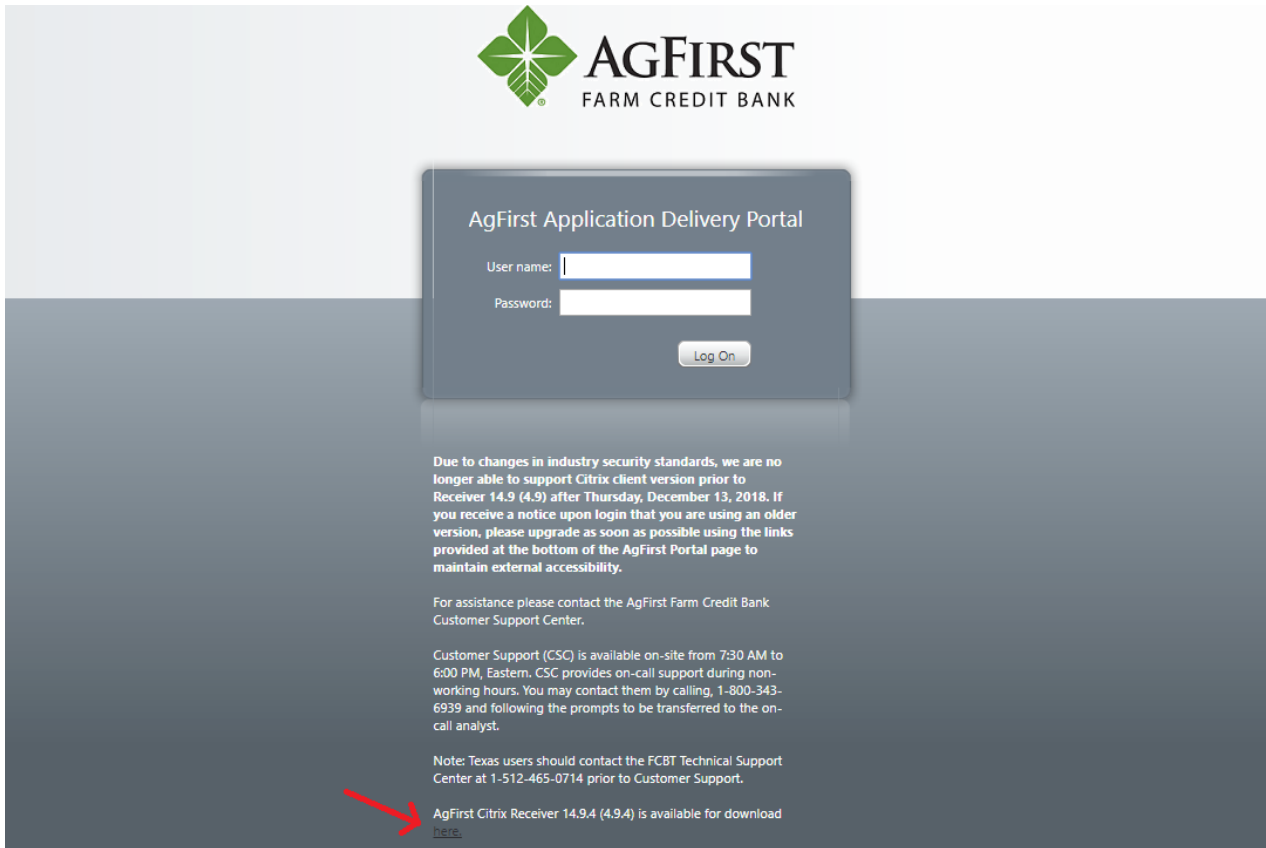 AGFIRST
FARM CREDIT BANK
®
AgFirst Application Delivery Portal
User name:
Password:
Log On
Due to changes in industry security standards, we are no
longer able to support Citrix client version prior to
Receiver 14.9 (4.9) after Thursday, December 13, 2018. If
you receive a notice upon login that you are using an older
version, please upgrade as soon as possible using the links
provided at the bottom of the AgFirst Portal page to
maintain external accessibility.
For assistance please contact the AgFirst Farm Credit Bank
Customer Support Center.
Customer Support (CSC) is available on-site from 7:30 AM to
6:00 PM, Eastern. CSC provides on-call support during non-
working hours. You may contact them by calling, 1-800-343-
6939 and following the prompts to be transferred to the on-
call analyst.
Note: Texas users should contact the FCBT Technical Support
Center at 1-512-465-0714 prior to Customer Support.
AgFirst Citrix Receiver 14.9.4 (4.9.4) is available for download
here.